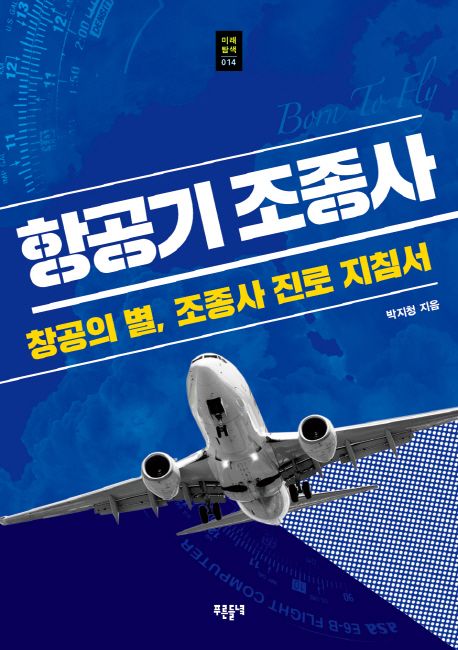 미래
탐색
014
Born To Fly
항공기 조종사
창공의 별, 조종사 진로 지침서
박지청 지음
푸른들녘
asa E6-B FLIGHT COMPUTER